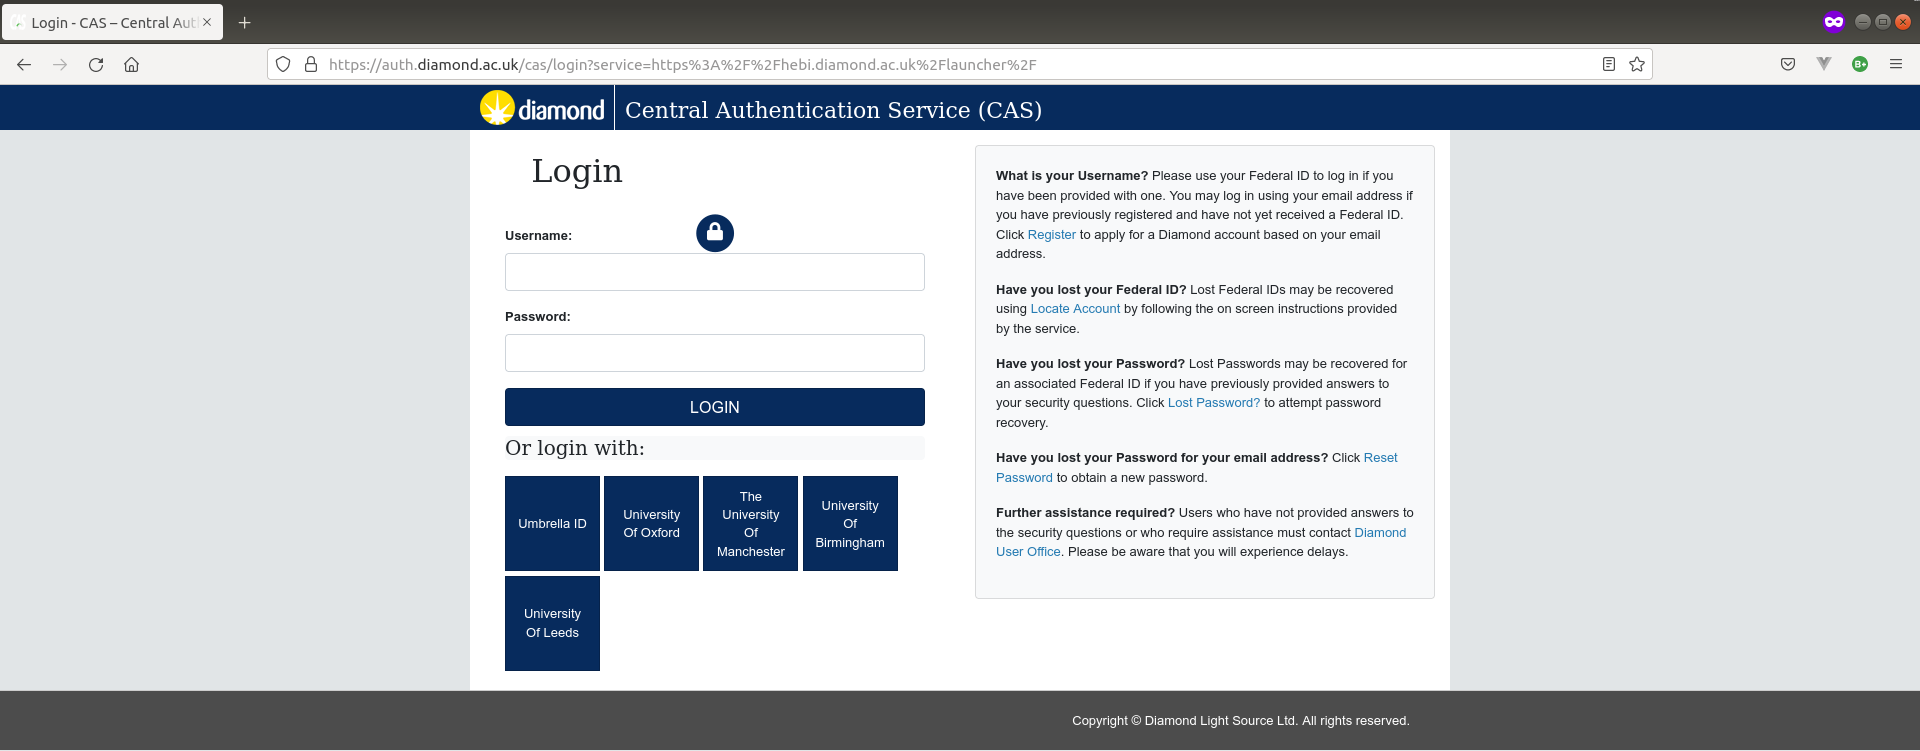 Login - CAS – Central Aut
https://auth.diamond.ac.uk/cas/login?service=https%3A%2F%2Fhebi.diamond.ac.uk%2Flauncher%2F
B+
diamond
Central Authentication Service (CAS)
Login
Username:
Password:
LOGIN
Or login with:
Umbrella ID
University
Of Oxford
The
University
Of
Manchester
University
Of
Birmingham
University
Of Leeds
What is your Username? Please use your Federal ID to log in if you
have been provided with one. You may log in using your email address if
you have previously registered and have not yet received a Federal ID.
Click Register to apply for a Diamond account based on your email
address.
Have you lost your Federal ID? Lost Federal IDs may be recovered
using Locate Account by following the on screen instructions provided
by the service.
Have you lost your Password? Lost Passwords may be recovered for
an associated Federal ID if you have previously provided answers to
your security questions. Click Lost Password? to attempt password
recovery.
Have you lost your Password for your email address? Click Reset
Password to obtain a new password.
Further assistance required? Users who have not provided answers to
the security questions or who require assistance must contact Diamond
User Office. Please be aware that you will experience delays.
Copyright © Diamond Light Source Ltd. All rights reserved.